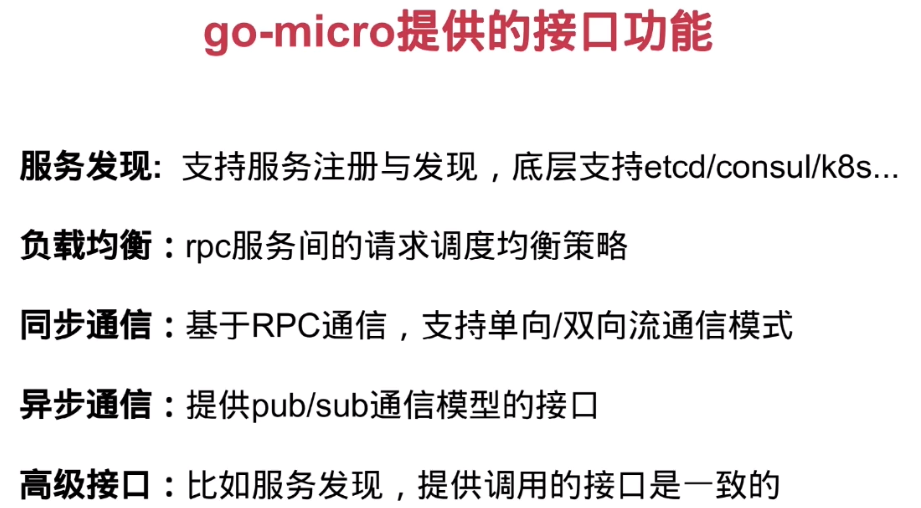 go-micro提供的接口功能
服务发现:  支持服务注册与发现，底层支持etcd/consul/k8s...
负载均衡：rpc服务间的请求调度均衡策略
同步通信：基于RPC通信，支持单向/双向流通信模式
异步通信：提供pub/sub通信模型的接口
高级接口：比如服务发现，提供调用的接口是一致的